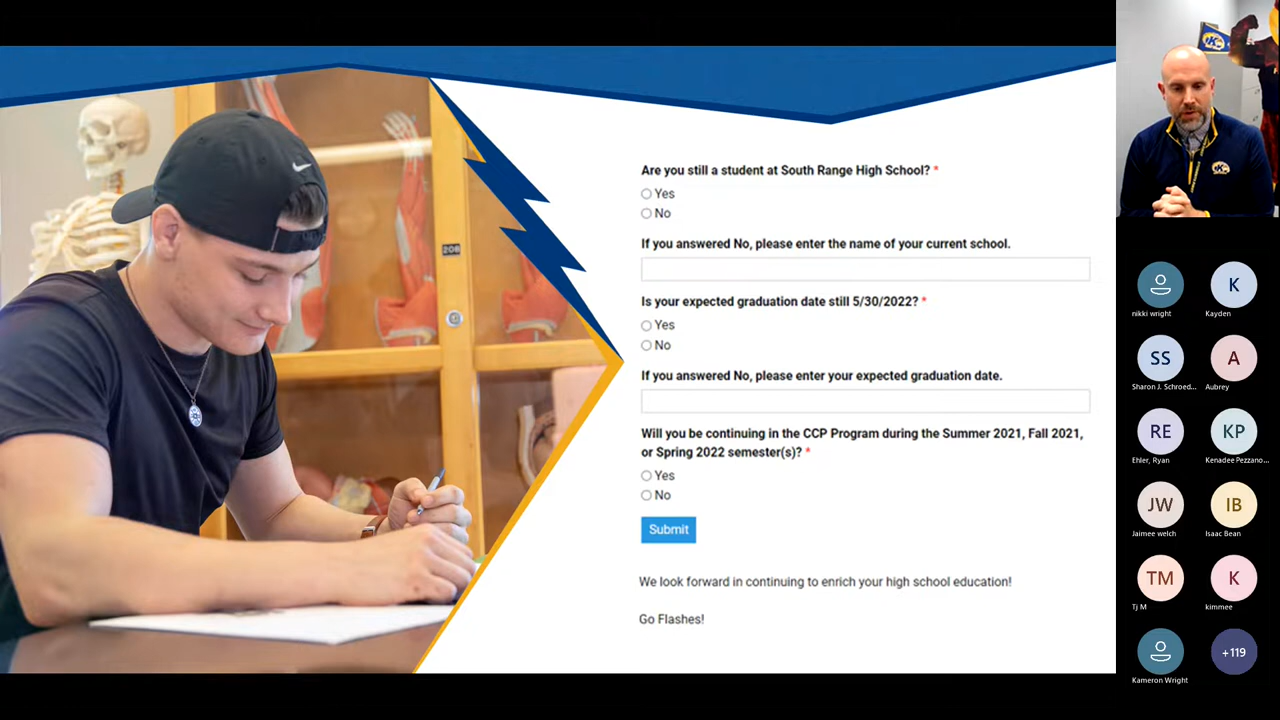 Are you still a student at South Range High School? *
Yes
No
If you answered No, please enter the name of your current school.
Is your expected graduation date still 5/30/2022? *
Yes
No
If you answered No, please enter your expected graduation date.
Will you be continuing in the CCP Program during the Summer 2021, Fall 2021,
or Spring 2022 semester(s)? *
Yes
No
Submit
We look forward in continuing to enrich your high school education!
Go Flashes!
208
K
nikki wright
Kayden
SS
A
Sharon J. Schroed...
Aubrey
RE
KP
Ehler, Ryan
Kenadee Pezzano...
JW
IB
Jaimee welch
Isaac Bean
TM
K
Tj M
kimmee
+119
Kameron Wright